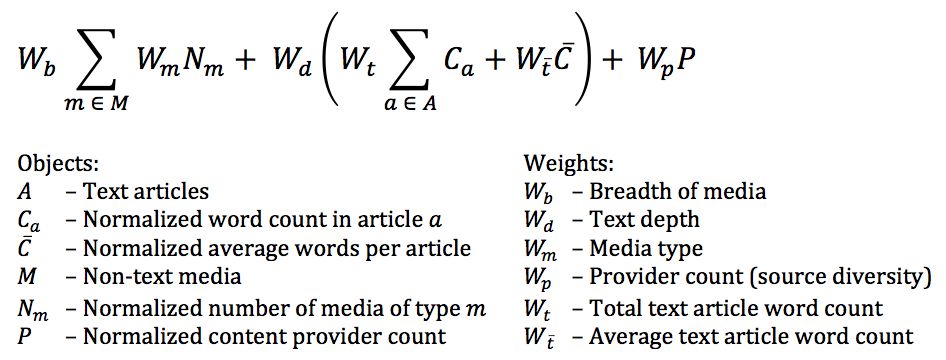 W_b ∑_{m ∈ M} W_m N_m + W_d ( W_t ∑_{a ∈ A} C_a + W_{t̄} C̄ ) + W_p P
Objects:
A – Text articles
C_a – Normalized word count in article a
C̄ – Normalized average words per article
M – Non-text media
N_m – Normalized number of media of type m
P – Normalized content provider count
Weights:
W_b – Breadth of media
W_d – Text depth
W_m – Media type
W_p – Provider count (source diversity)
W_t – Total text article word count
W_{t̄} – Average text article word count